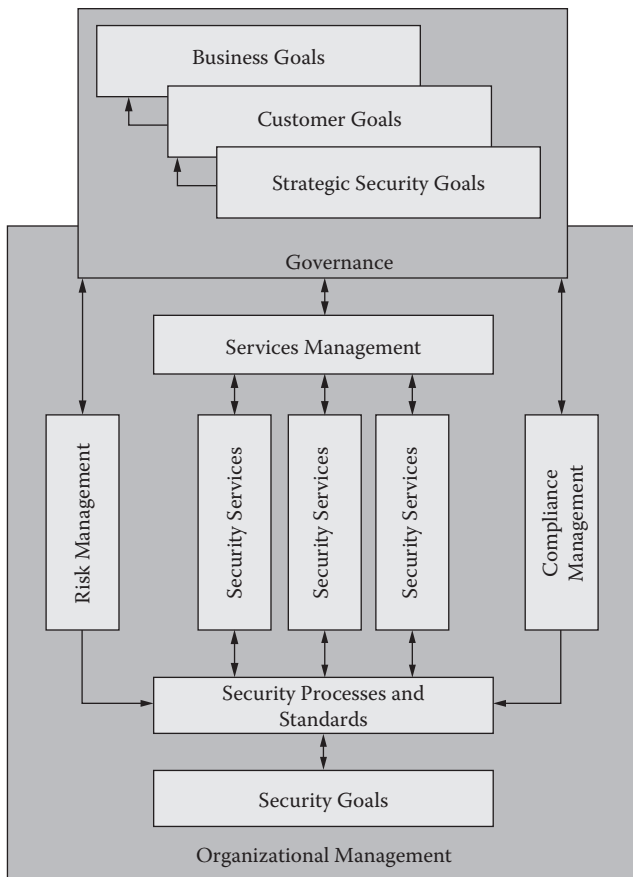 Business Goals
Customer Goals
Strategic Security Goals
Governance
Services Management
Risk Management
Security Services
Security Services
Security Services
Compliance
Management
Security Processes and
Standards
Security Goals
Organizational Management